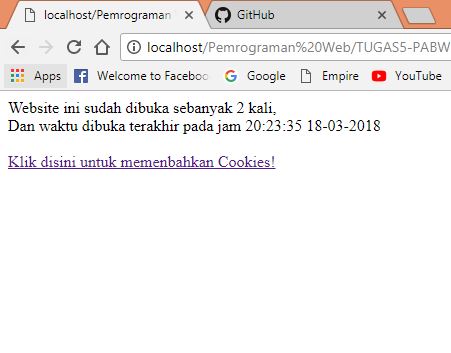 localhost/Pemrograman
GitHub
localhost/Pemrograman%20Web/TUGAS5-PABW
Apps Welcome to Faceboo Google Empire YouTube
Website ini sudah dibuka sebanyak 2 kali,
Dan waktu dibuka terakhir pada jam 20:23:35 18-03-2018
Klik disini untuk memenbahkan Cookies!